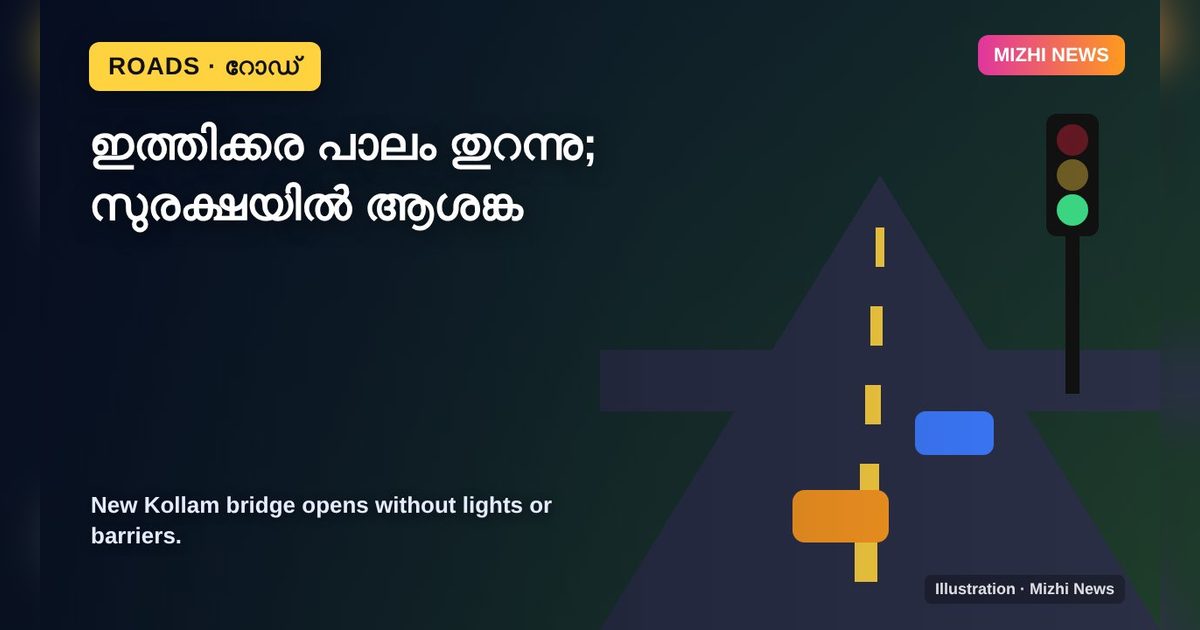 ROADS · റോഡ്
MIZHI NEWS
ഇത്തിക്കര പാലം തുറന്നു;
സുരക്ഷയിൽ ആശങ്ക
New Kollam bridge opens without lights or
barriers.
Illustration · Mizhi News